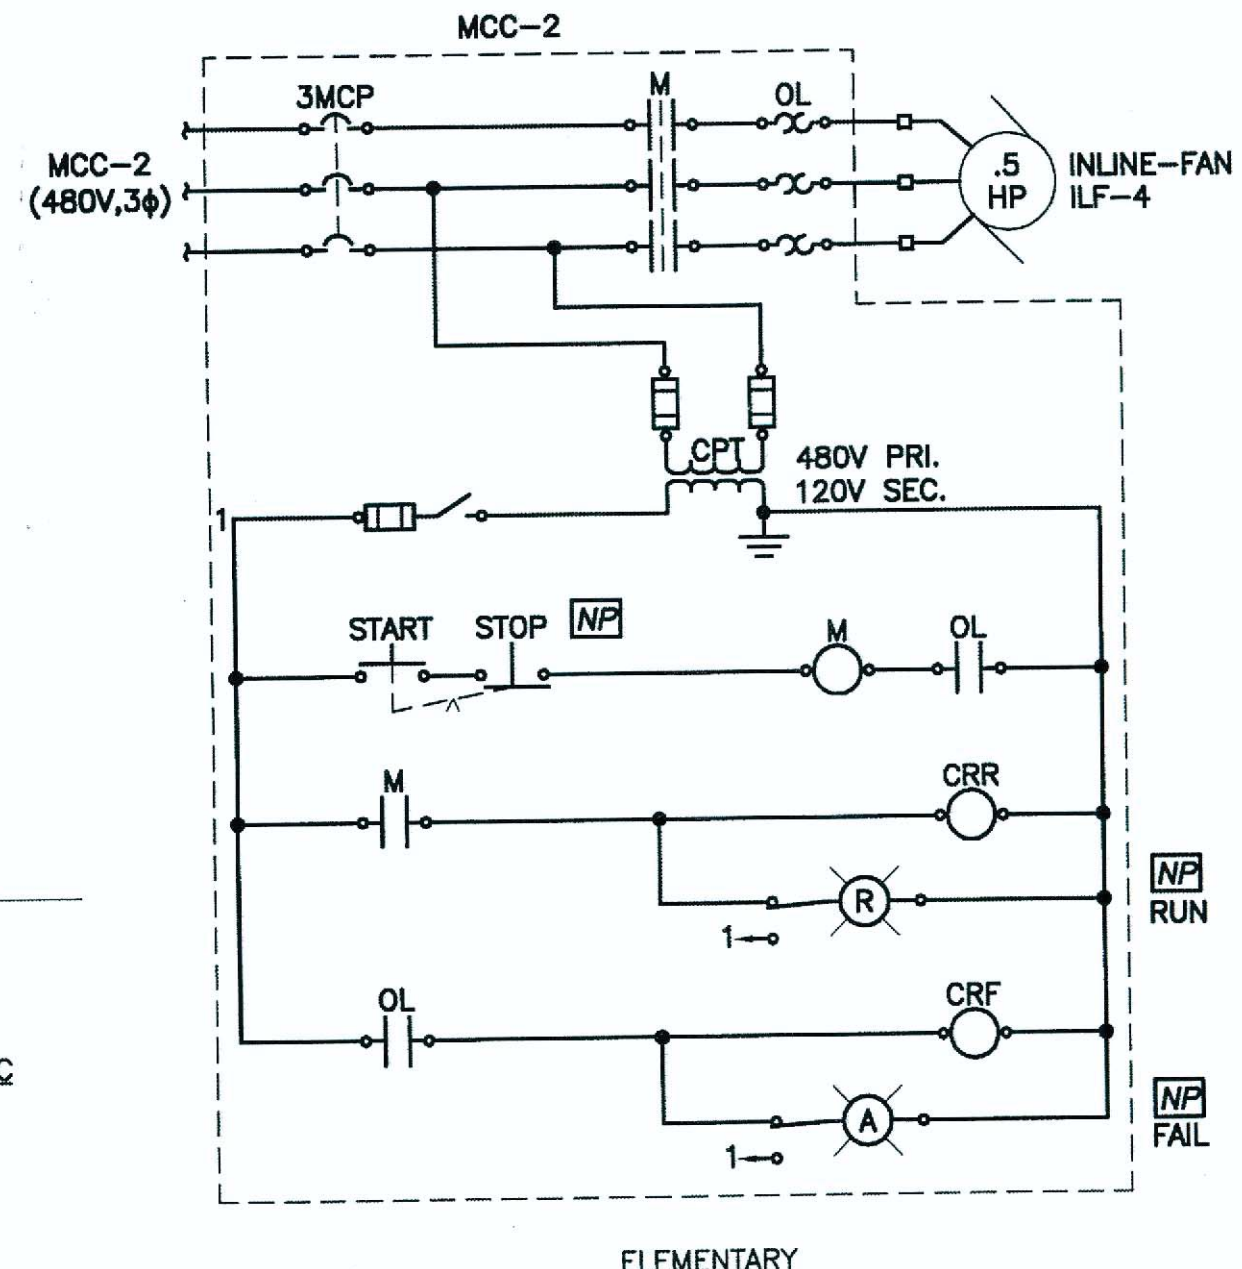 MCC-2
3MCP
M
OL
MCC-2
(480V,3ϕ)
.5
HP
INLINE-FAN
ILF-4
CPT
480V PRI.
120V SEC.
1
START
STOP
NP
M
OL
M
CRR
R
1
NP
RUN
OL
CRF
A
1
NP
FAIL
ELEMENTARY